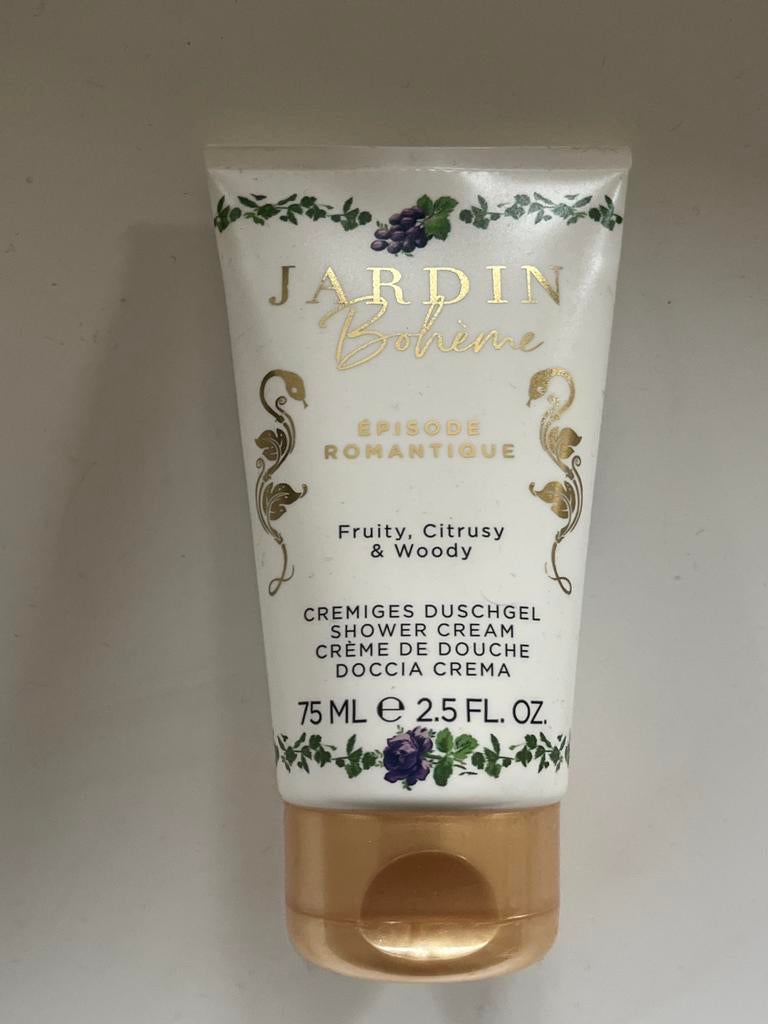 JARDIN
Bohème
ÉPISODE
ROMANTIQUE
Fruity, Citrusy
& Woody
CREMIGES DUSCHGEL
SHOWER CREAM
CRÈME DE DOUCHE
DOCCIA CREMA
75 ML ℮ 2.5 FL. OZ.